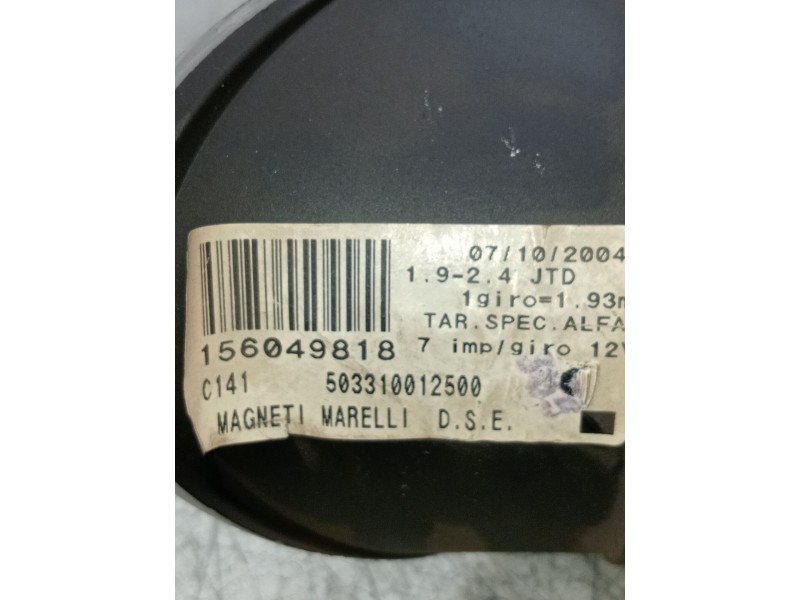 07/10/2004
1.9-2.4 JTD
1giro=1.93m
TAR.SPEC.ALFA
156049818 7 imp/giro 12V
C141 503310012500
MAGNETI MARELLI D.S.E.